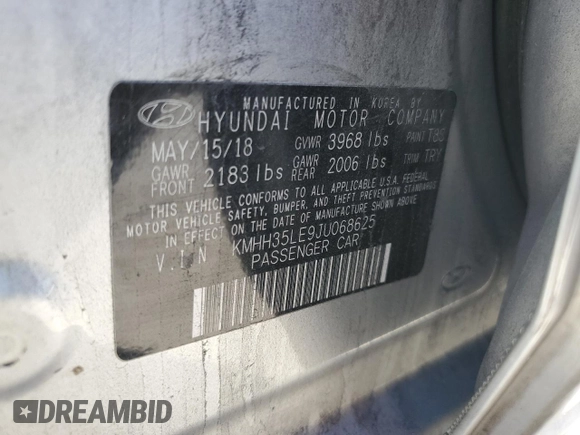 MANUFACTURED IN KOREA BY
HYUNDAI MOTOR COMPANY
MAY/15/18 GVWR 3968 lbs PAINT T8S
GAWR FRONT 2183 lbs GAWR REAR 2006 lbs TRIM TRY
THIS VEHICLE CONFORMS TO ALL APPLICABLE U.S.A. FEDERAL
MOTOR VEHICLE SAFETY, BUMPER, AND THEFT PREVENTION STANDARDS
IN EFFECT ON THE DATE OF MANUFACTURE SHOWN ABOVE.
V.I.N KMHH35LE9JU068625
PASSENGER CAR
DREAMBID